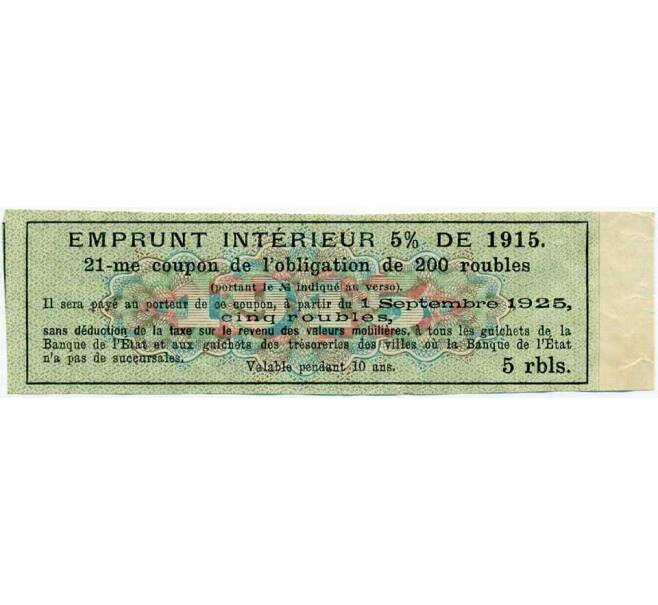 EMPRUNT INTÉRIEUR 5% DE 1915.
21-me coupon de l'obligation de 200 roubles
(portant le № indiqué au verso).
Il sera payé au porteur de ce coupon, à partir du 1 Septembre 1925,
cinq roubles,
sans déduction de la taxe sur le revenu des valeurs mobilières, à tous les guichets de la
Banque de l'État et aux guichets des trésoreries des villes où la Banque de l'État
n'a pas de succursales.
Valable pendant 10 ans.
5 rbls.